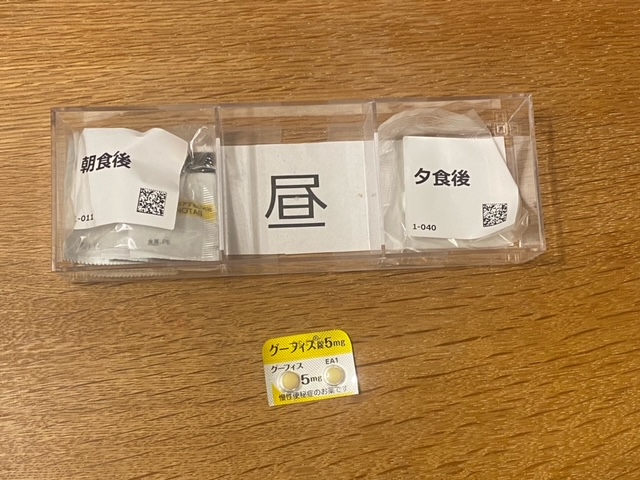 朝食後
-011
昼
夕食後
1-040
グーフィス錠5mg
グーフィス
5mg
EA1
慢性便秘症のお薬です